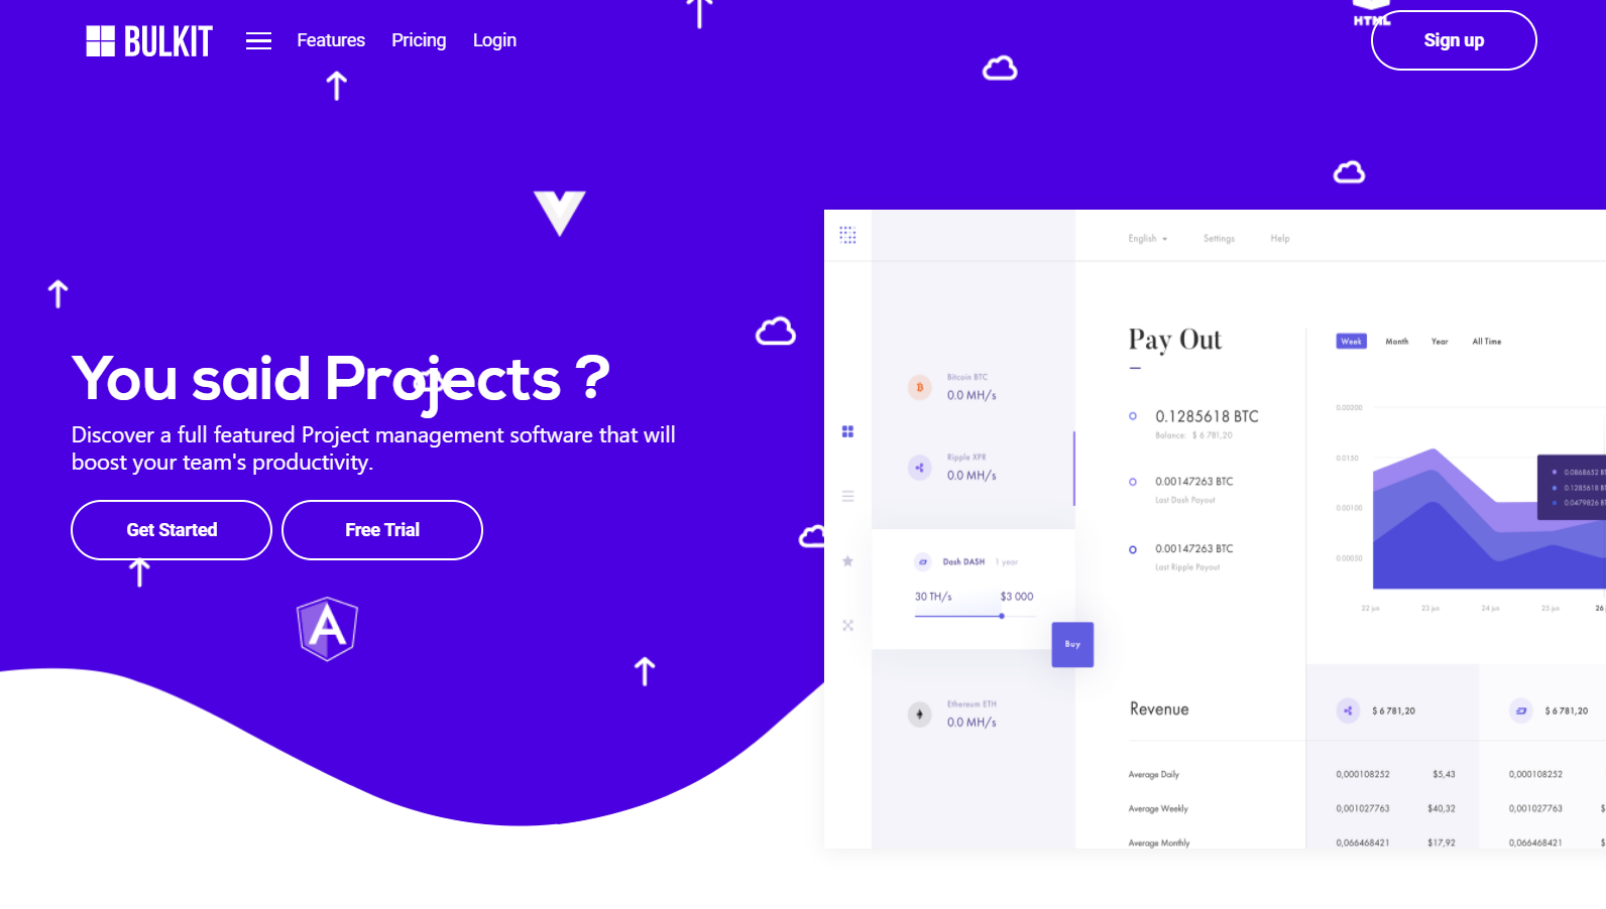 BULKIT
Features Pricing Login
HTML
Sign up
You said Projects ?
Discover a full featured Project management software that will
boost your team's productivity.
Get Started Free Trial
English Settings Help
Bitcoin BTC
0.0 MH/s
Ripple XPR
0.0 MH/s
Dash DASH 1 year
30 TH/s $3 000
Buy
Ethereum ETH
0.0 MH/s
Pay Out
0.1285618 BTC
Balance: $ 6 781,20
0.00147263 BTC
Last Dash Payout
0.00147263 BTC
Last Ripple Payout
Week Month Year All Time
0.00200
0.0150
0.00100
0.00050
0.0868652
0.1285618
0.0479826
22 jun 23 jun 24 jun 25 jun 26
Revenue $ 6 781,20 $ 6 781,20
Average Daily 0,000108252 $5,43 0,000108252
Average Weekly 0,001027763 $40,32 0,001027763
Average Monthly 0,066468421 $17,92 0,066468421